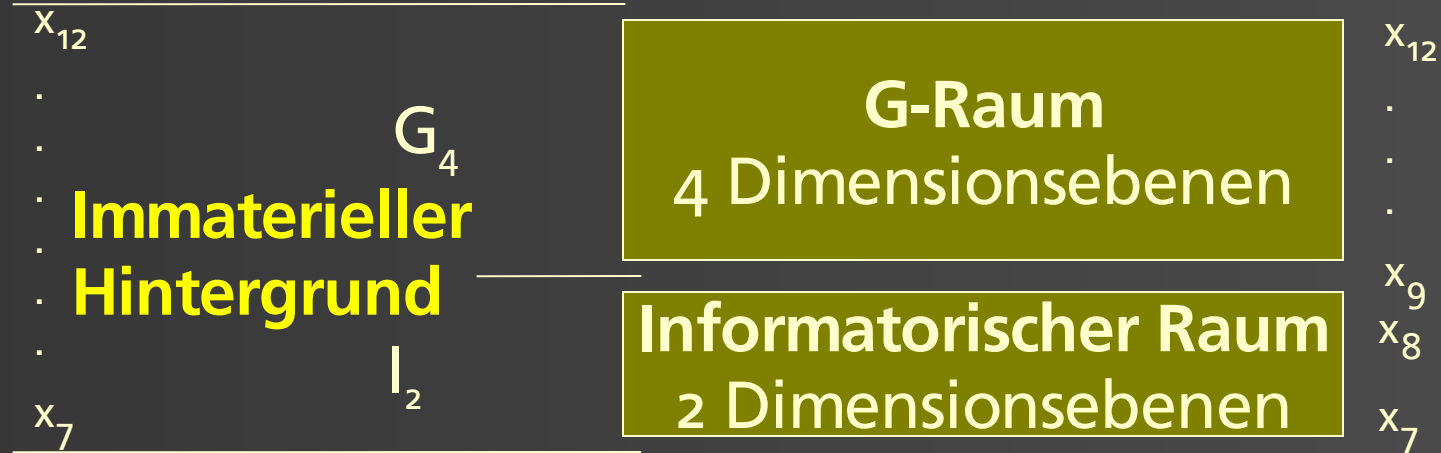 x₁₂
.
.
.
.
.
.
x₇
G₄
Immaterieller
Hintergrund
I₂
G-Raum
4 Dimensionsebenen
Informatorischer Raum
2 Dimensionsebenen
x₁₂
.
.
.
x₉
x₈
x₇